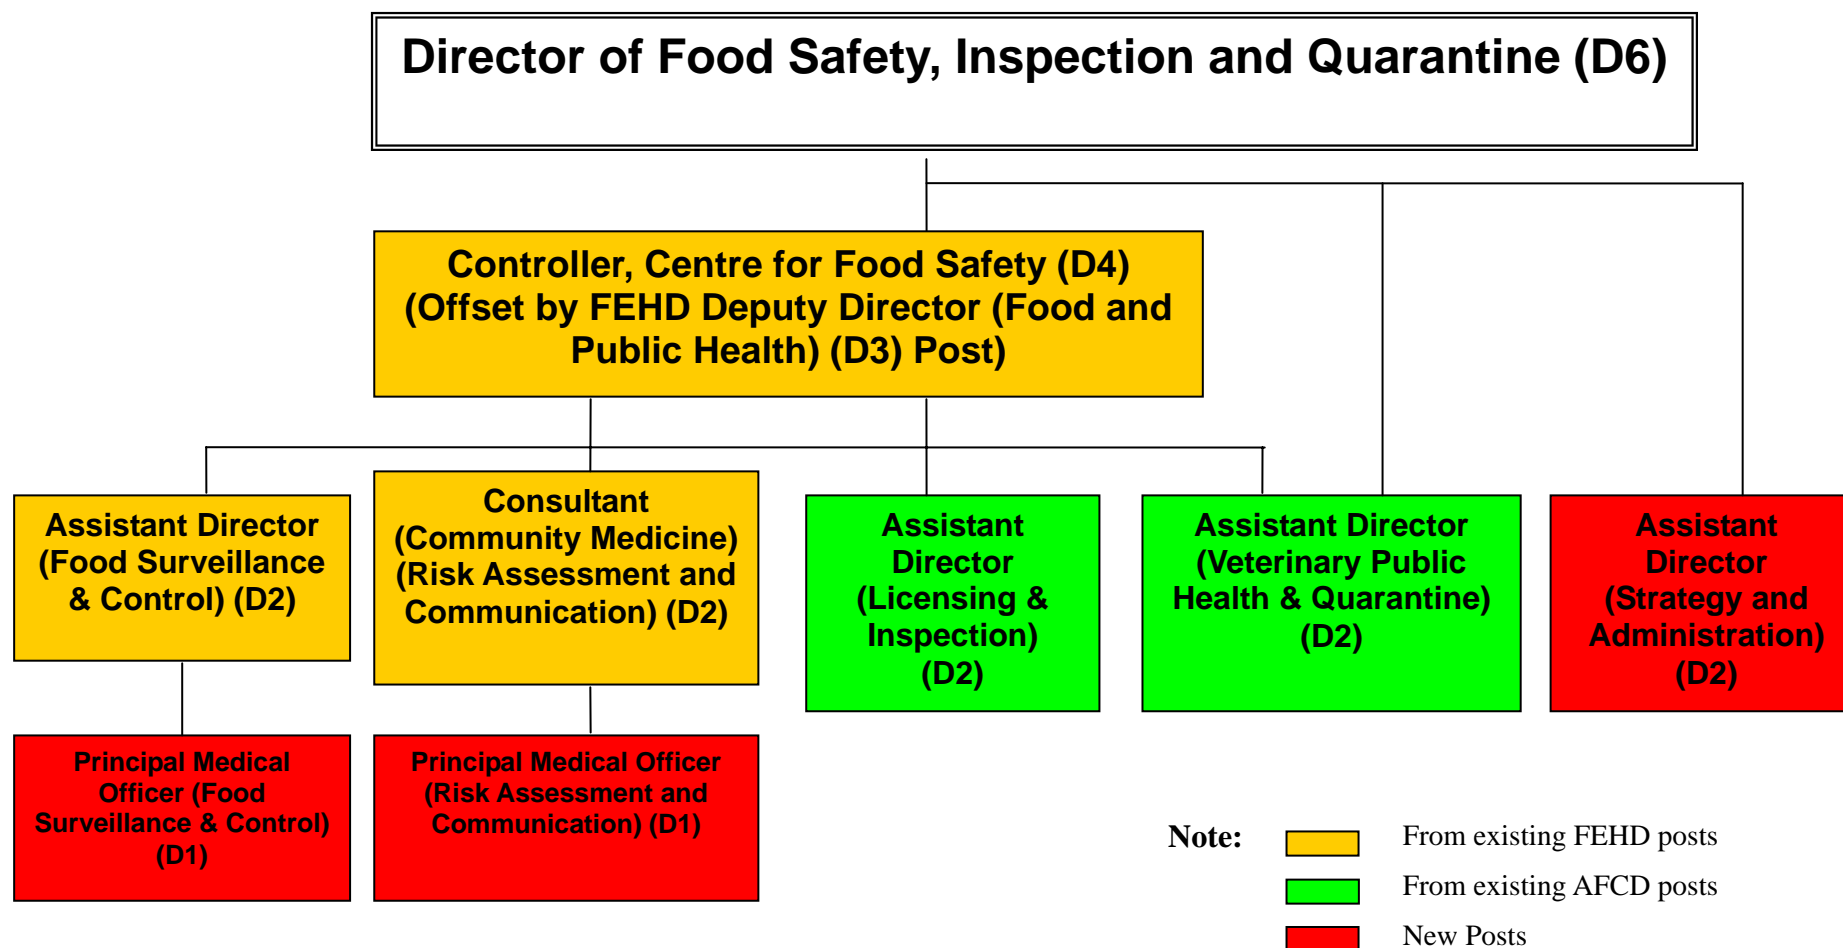 Director of Food Safety, Inspection and Quarantine (D6)
Controller, Centre for Food Safety (D4)
(Offset by FEHD Deputy Director (Food and
Public Health) (D3) Post)
Assistant Director
(Food Surveillance
& Control) (D2)
Consultant
(Community Medicine)
(Risk Assessment and
Communication) (D2)
Assistant
Director
(Licensing &
Inspection)
(D2)
Assistant Director
(Veterinary Public
Health & Quarantine)
(D2)
Assistant
Director
(Strategy and
Administration)
(D2)
Principal Medical
Officer (Food
Surveillance & Control)
(D1)
Principal Medical Officer
(Risk Assessment and
Communication) (D1)
Note:
From existing FEHD posts
From existing AFCD posts
New Posts